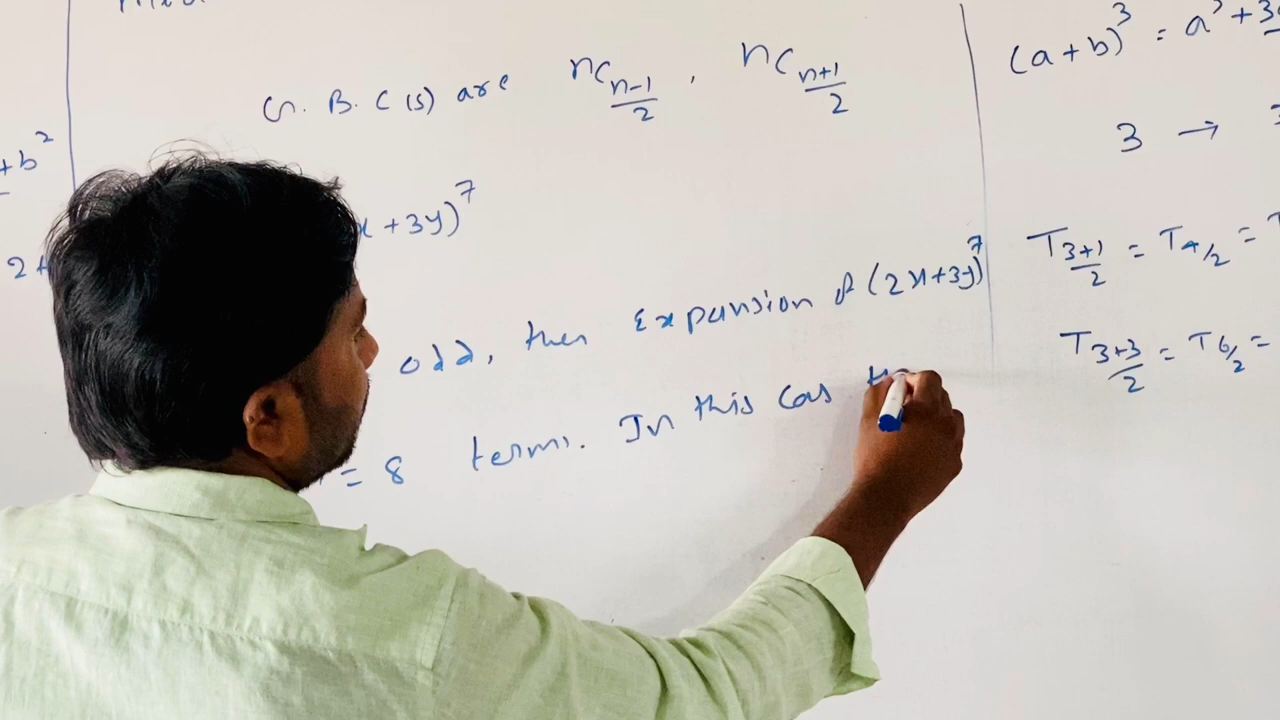 +b²
2+
G. B. C (s) are nC n-1/2 , nC n+1/2
x + 3y)⁷
odd, then Expansion of (2x+3y)⁷
= 8 terms. In this cas
(a+b)³ = a³ + 3
3 →
T 3+1/2 = T 4/2 =
T 3+3/2 = T 6/2 =